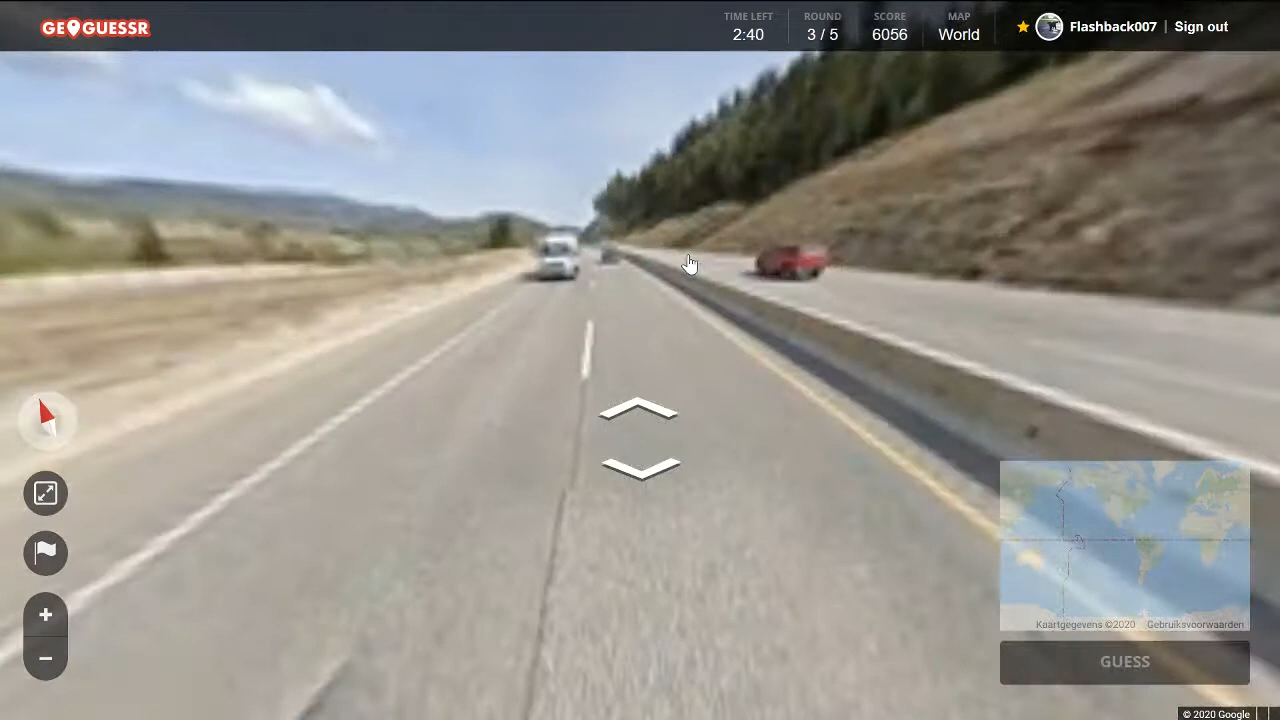 GEOGUESSR
TIME LEFT
2:40
ROUND
3 / 5
SCORE
6056
MAP
World
Flashback007 | Sign out
Kaartgegevens ©2020 Gebruiksvoorwaarden
GUESS
© 2020 Google